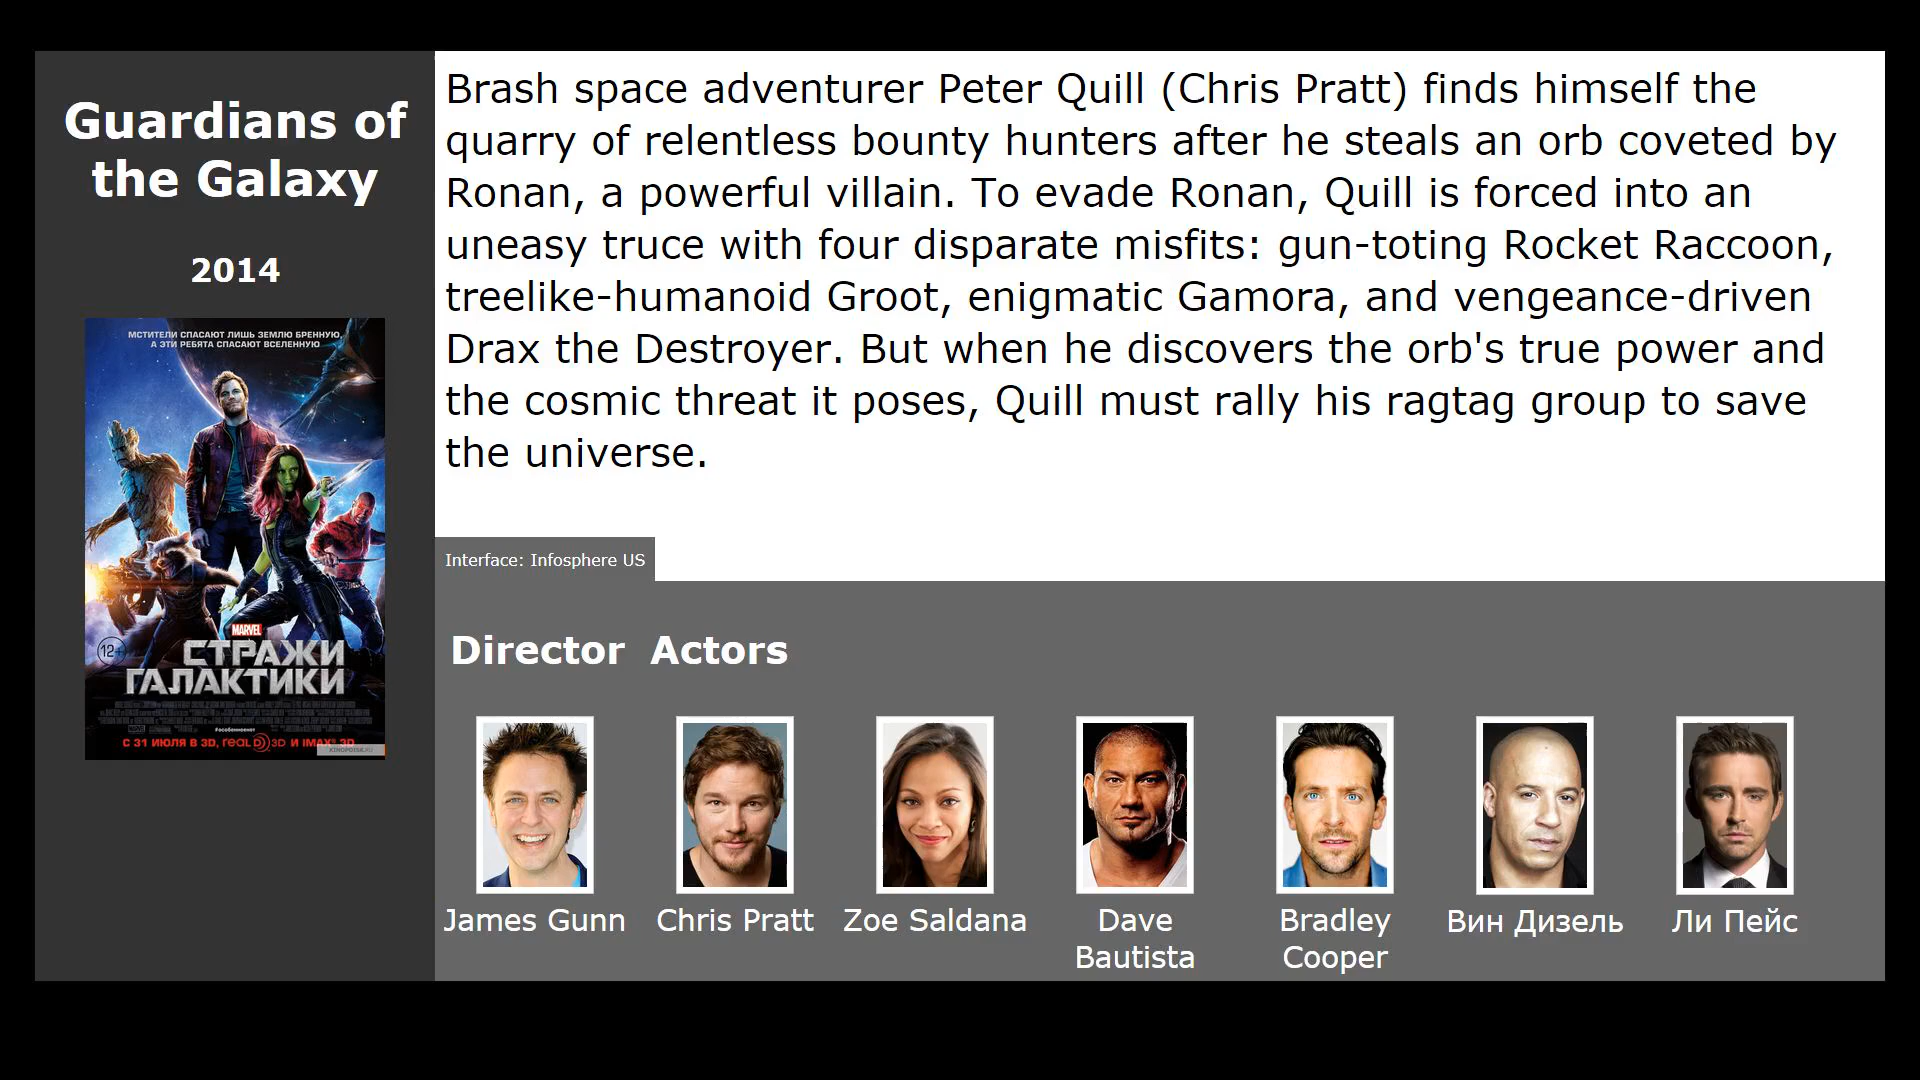 Guardians of
the Galaxy
2014
МСТИТЕЛИ СПАСАЮТ ЛИШЬ ЗЕМЛЮ БРЕННУЮ,
А ЭТИ РЕБЯТА СПАСАЮТ ВСЕЛЕННУЮ
MARVEL
12+
СТРАЖИ
ГАЛАКТИКИ
С 31 ИЮЛЯ В 3D, REAL D 3D И IMAX 3D
KINOPOISK.RU
Brash space adventurer Peter Quill (Chris Pratt) finds himself the
quarry of relentless bounty hunters after he steals an orb coveted by
Ronan, a powerful villain. To evade Ronan, Quill is forced into an
uneasy truce with four disparate misfits: gun-toting Rocket Raccoon,
treelike-humanoid Groot, enigmatic Gamora, and vengeance-driven
Drax the Destroyer. But when he discovers the orb's true power and
the cosmic threat it poses, Quill must rally his ragtag group to save
the universe.
Interface: Infosphere US
Director Actors
James Gunn
Chris Pratt
Zoe Saldana
Dave
Bautista
Bradley
Cooper
Вин Дизель
Ли Пейс